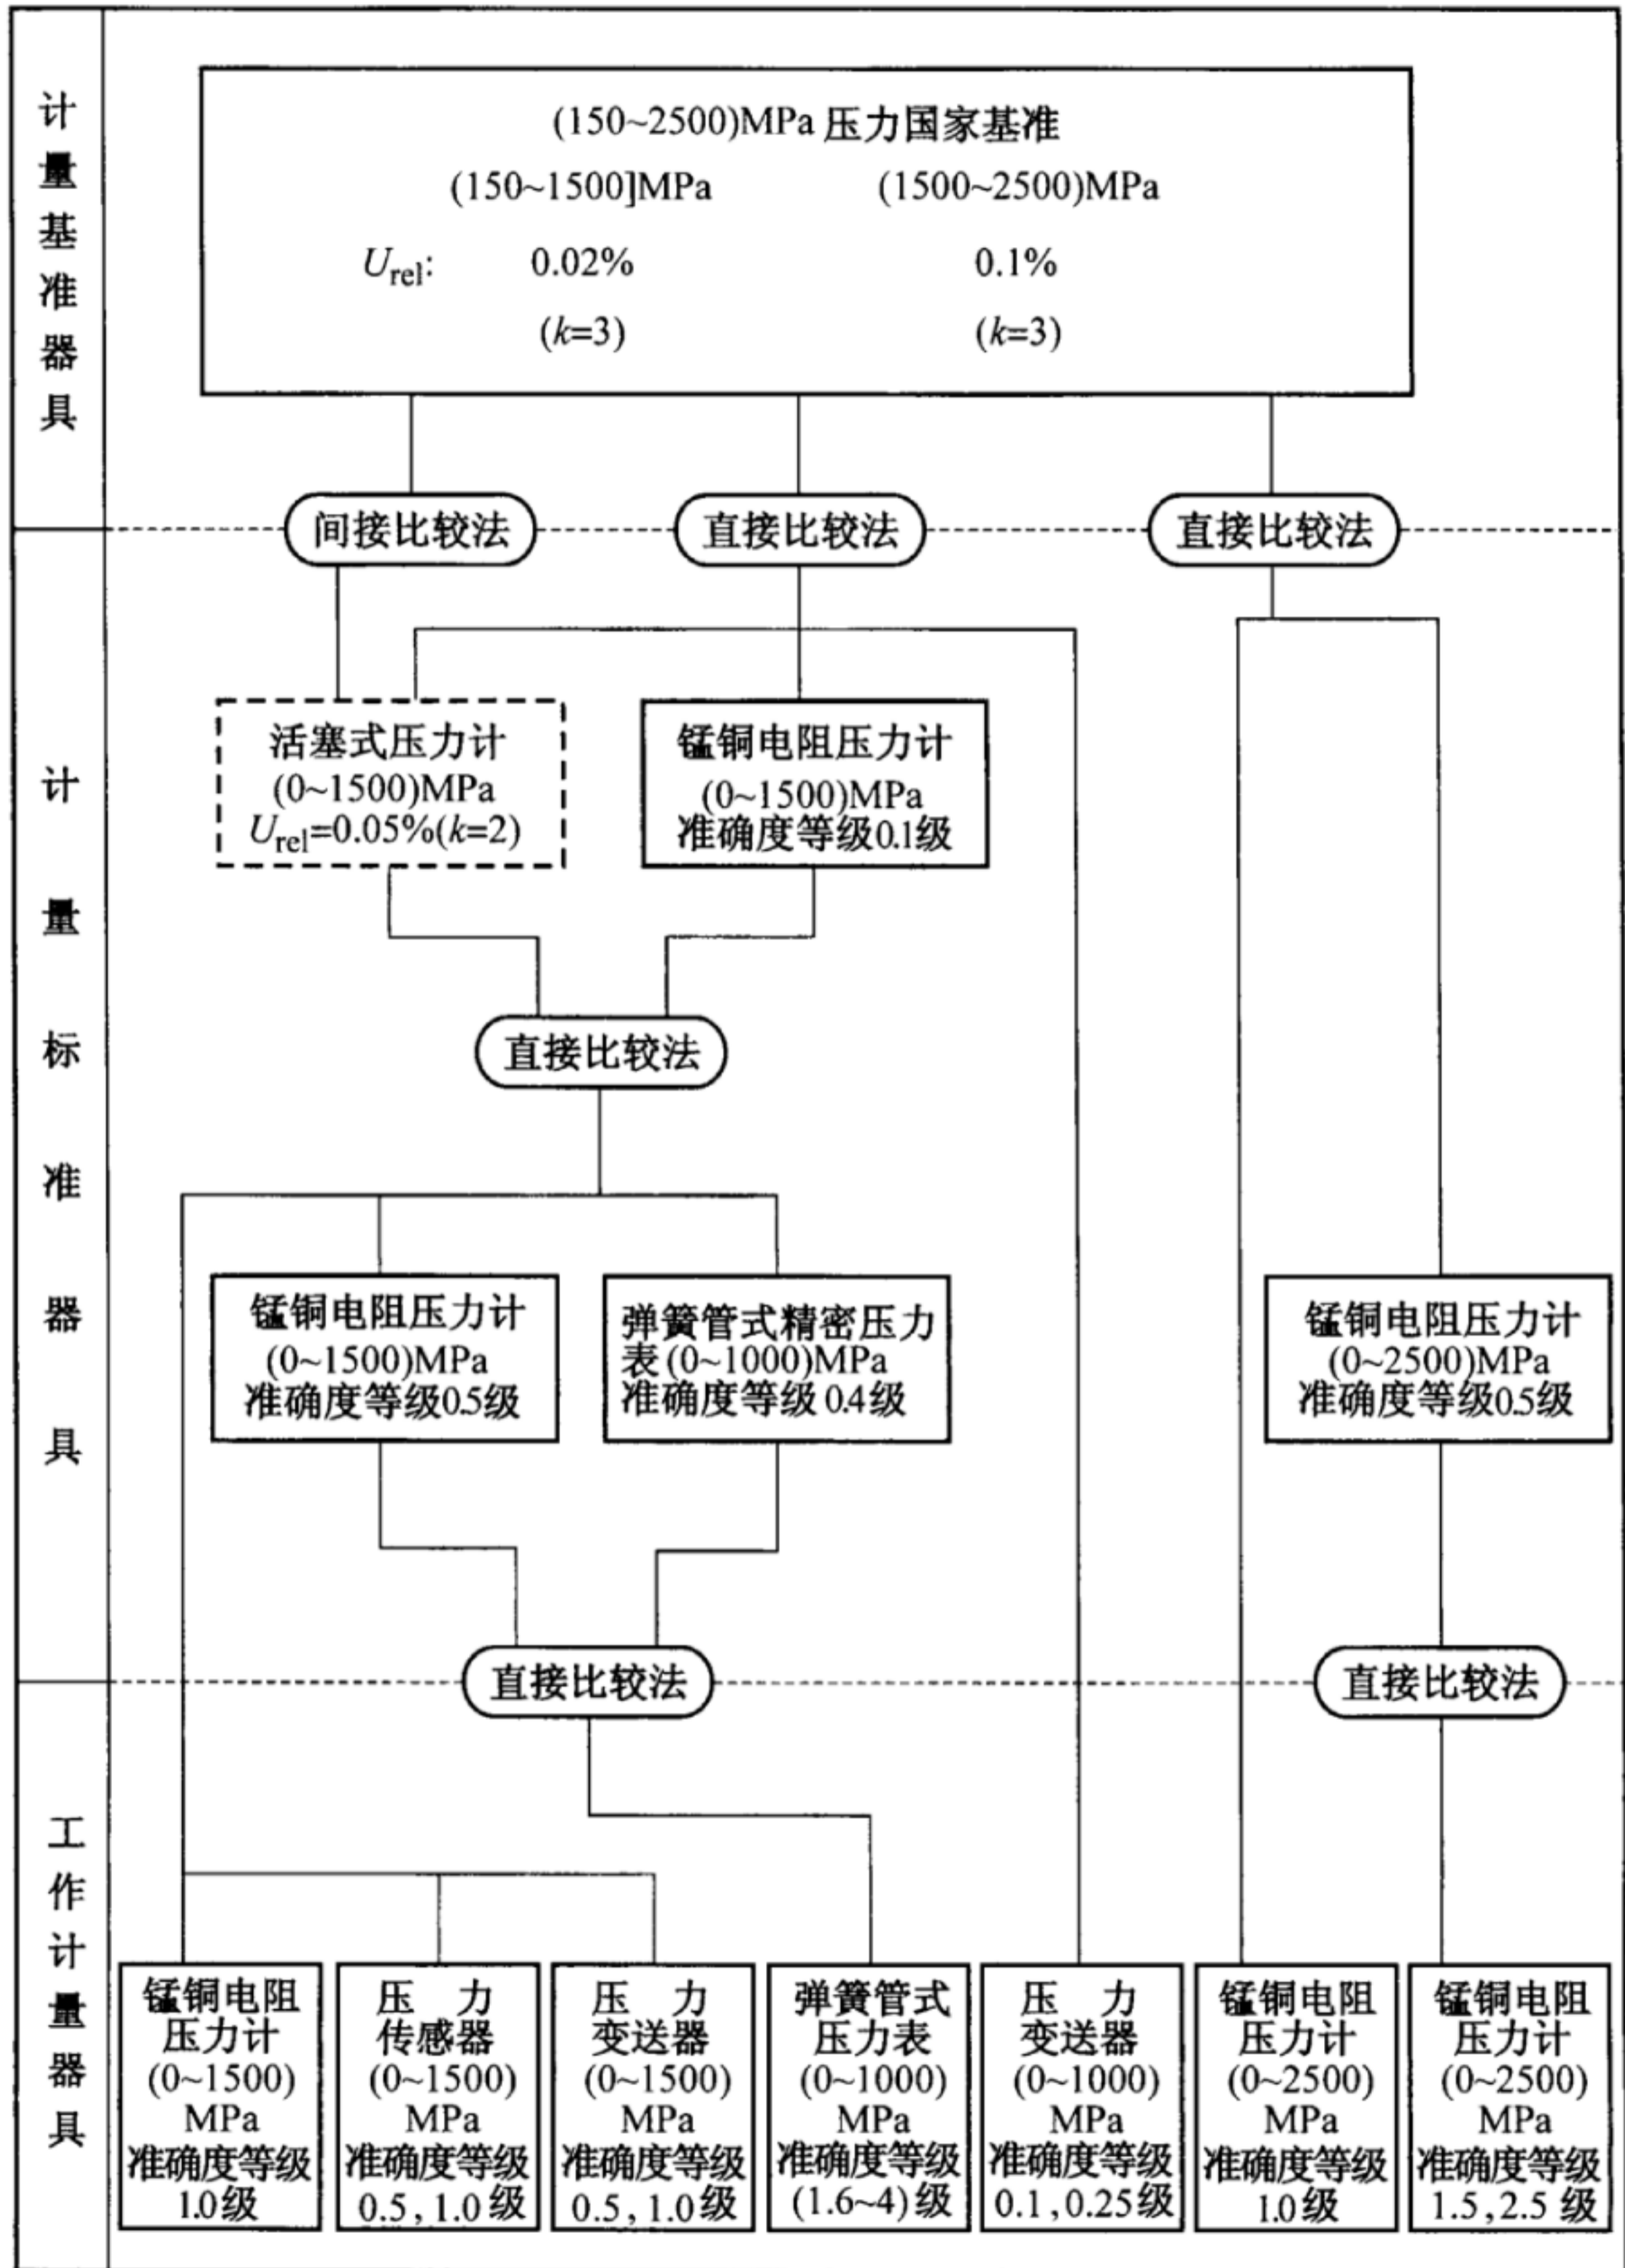 计量基准器具
(150~2500)MPa 压力国家基准
(150~1500]MPa (1500~2500)MPa
Urel: 0.02% 0.1%
(k=3) (k=3)
间接比较法
直接比较法
直接比较法
计量标准器具
活塞式压力计
(0~1500)MPa
Urel=0.05%(k=2)
锰铜电阻压力计
(0~1500)MPa
准确度等级0.1级
直接比较法
锰铜电阻压力计
(0~1500)MPa
准确度等级0.5级
弹簧管式精密压力
表(0~1000)MPa
准确度等级 0.4级
锰铜电阻压力计
(0~2500)MPa
准确度等级0.5级
直接比较法
直接比较法
工作计量器具
锰铜电阻
压力计
(0~1500)
MPa
准确度等级
1.0级
压 力
传感器
(0~1500)
MPa
准确度等级
0.5,1.0级
压 力
变送器
(0~1500)
MPa
准确度等级
0.5,1.0级
弹簧管式
压力表
(0~1000)
MPa
准确度等级
(1.6~4)级
压 力
变送器
(0~1000)
MPa
准确度等级
0.1,0.25级
锰铜电阻
压力计
(0~2500)
MPa
准确度等级
1.0级
锰铜电阻
压力计
(0~2500)
MPa
准确度等级
1.5,2.5级